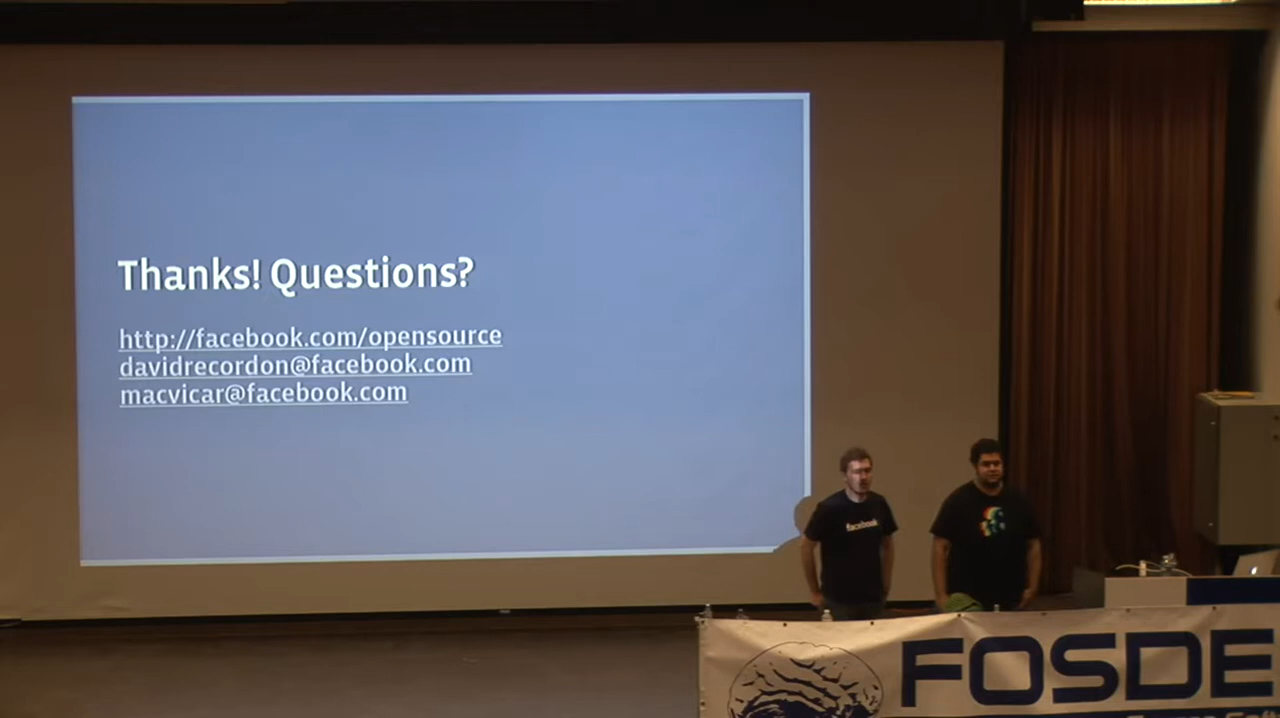 Thanks! Questions?
http://facebook.com/opensource
davidrecordon@facebook.com
macvicar@facebook.com
facebook
FOSDE